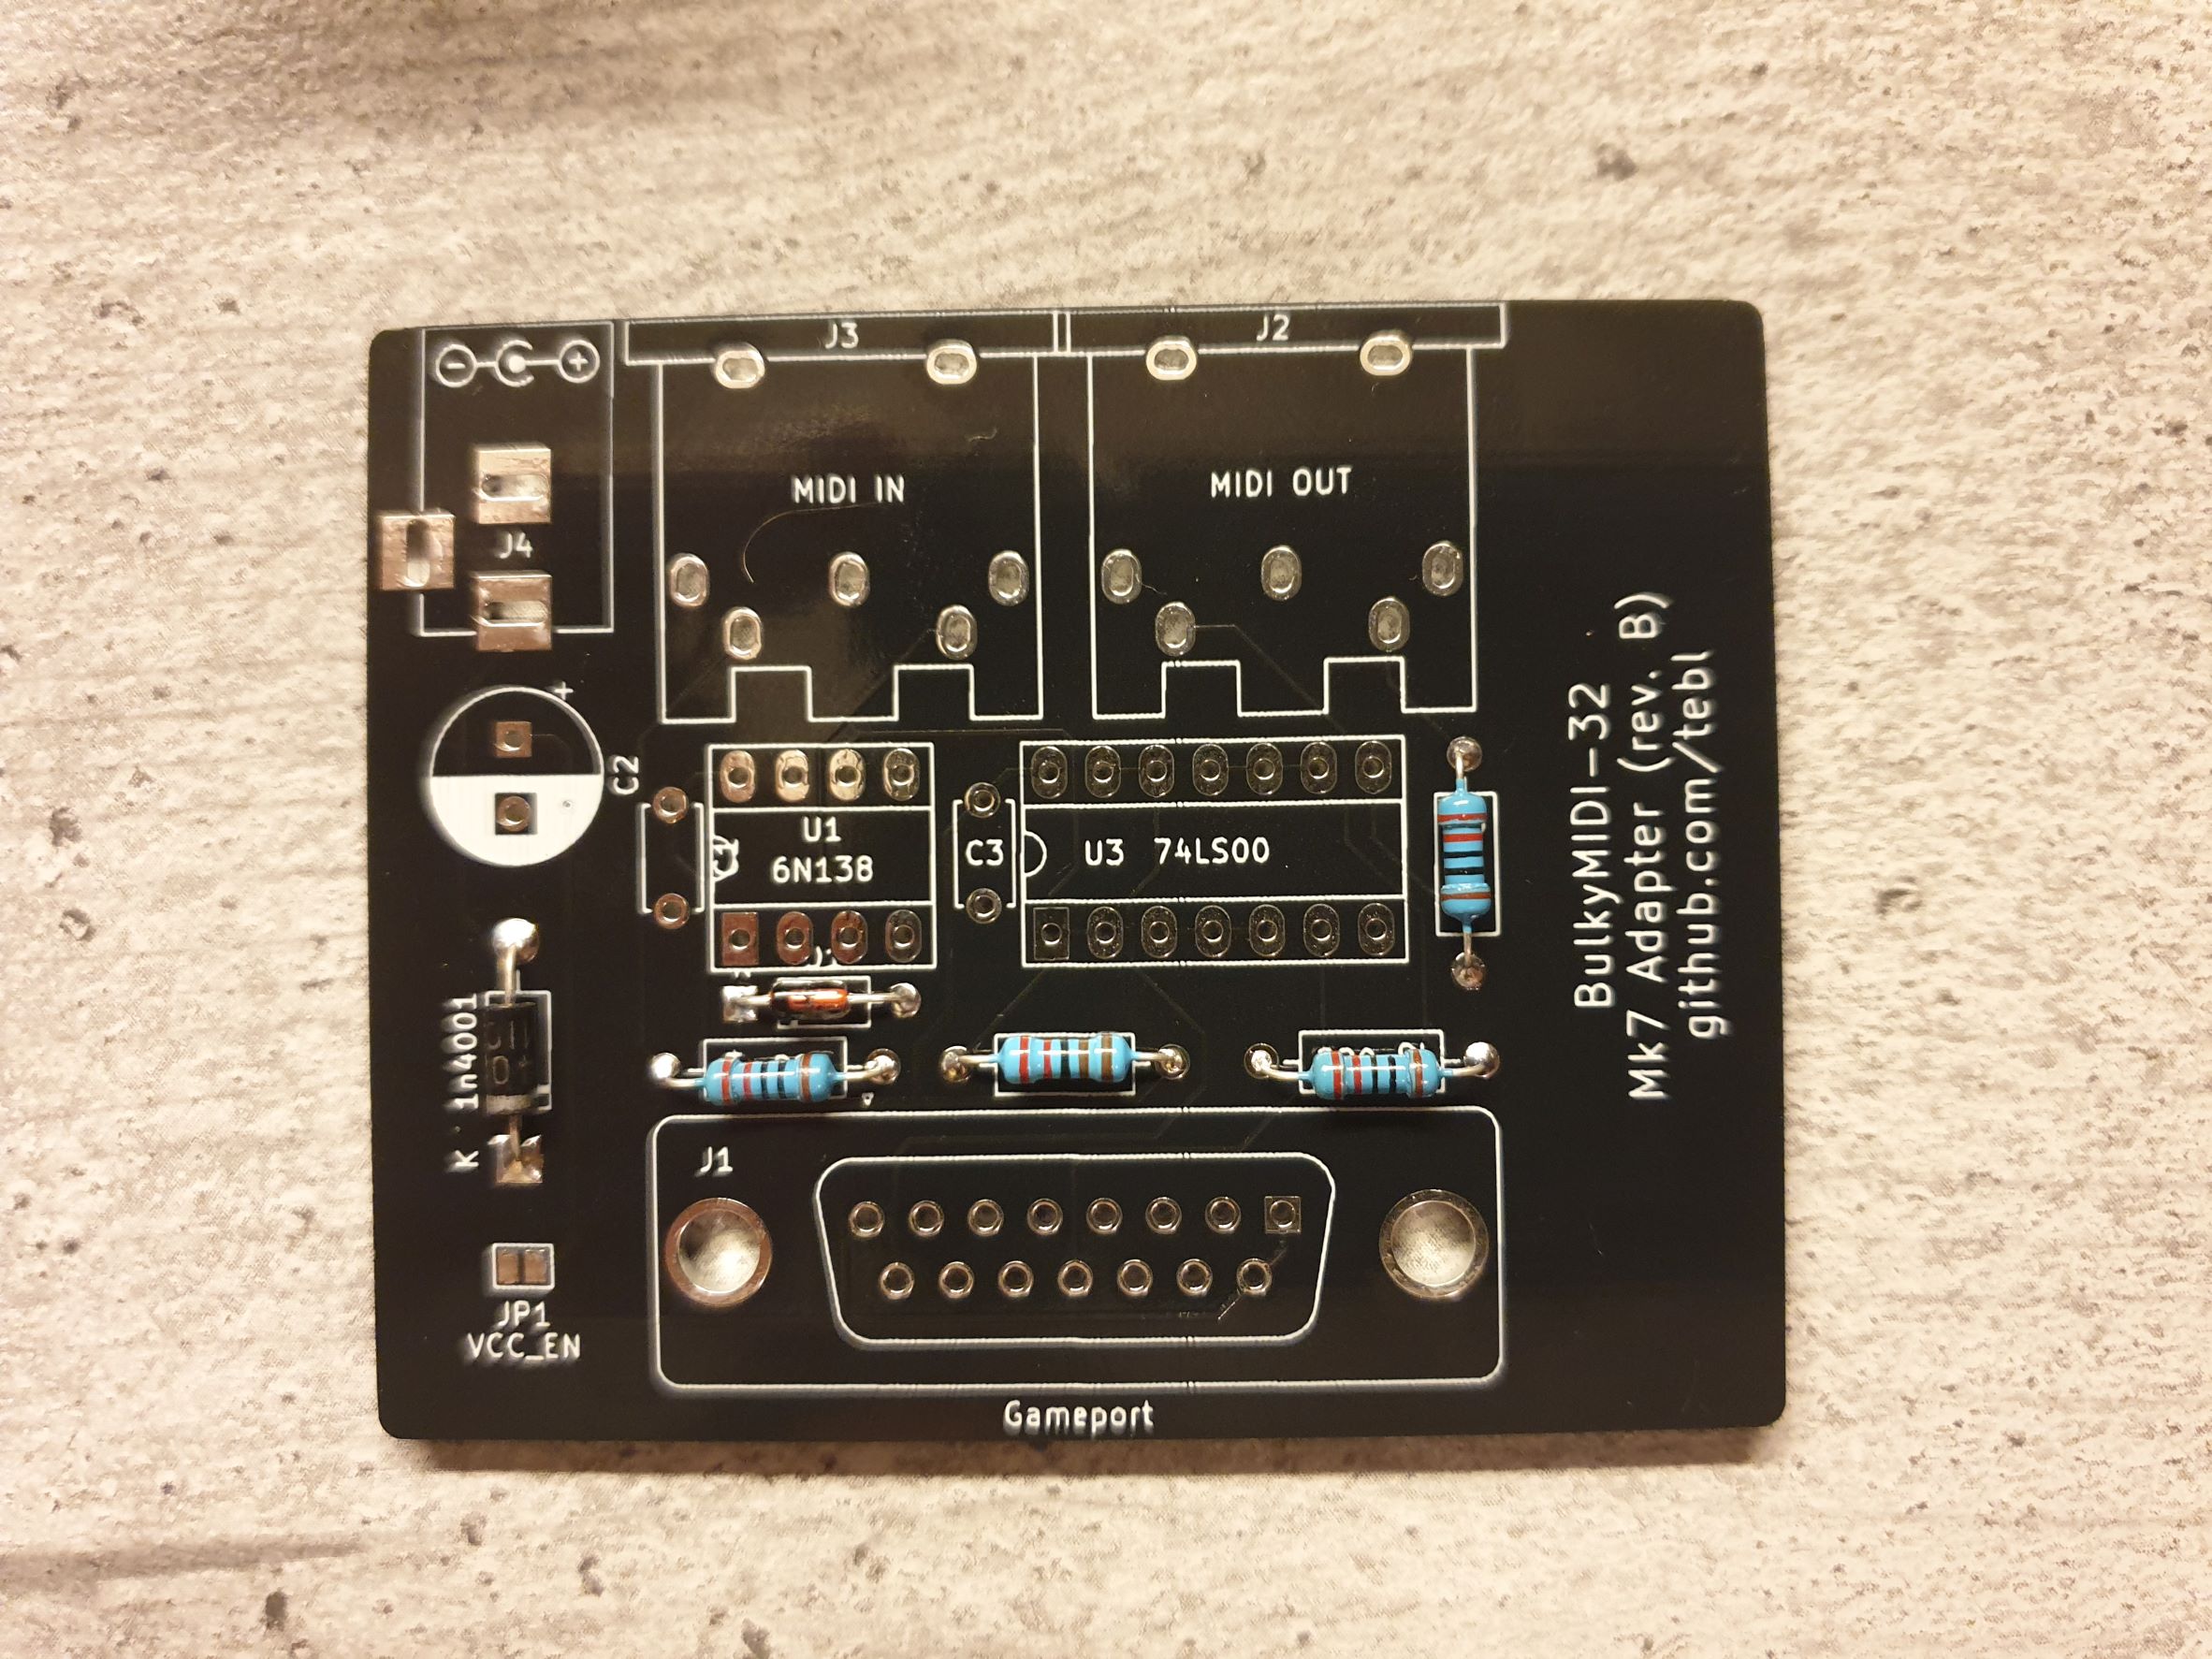 J3
J2
MIDI IN
MIDI OUT
J4
+
C2
U1
6N138
C3
U3 74LS00
BulkyMIDI-32
Mk7 Adapter (rev. B)
github.com/tebl
K 1n4001
J1
JP1
VCC_EN
Gameport